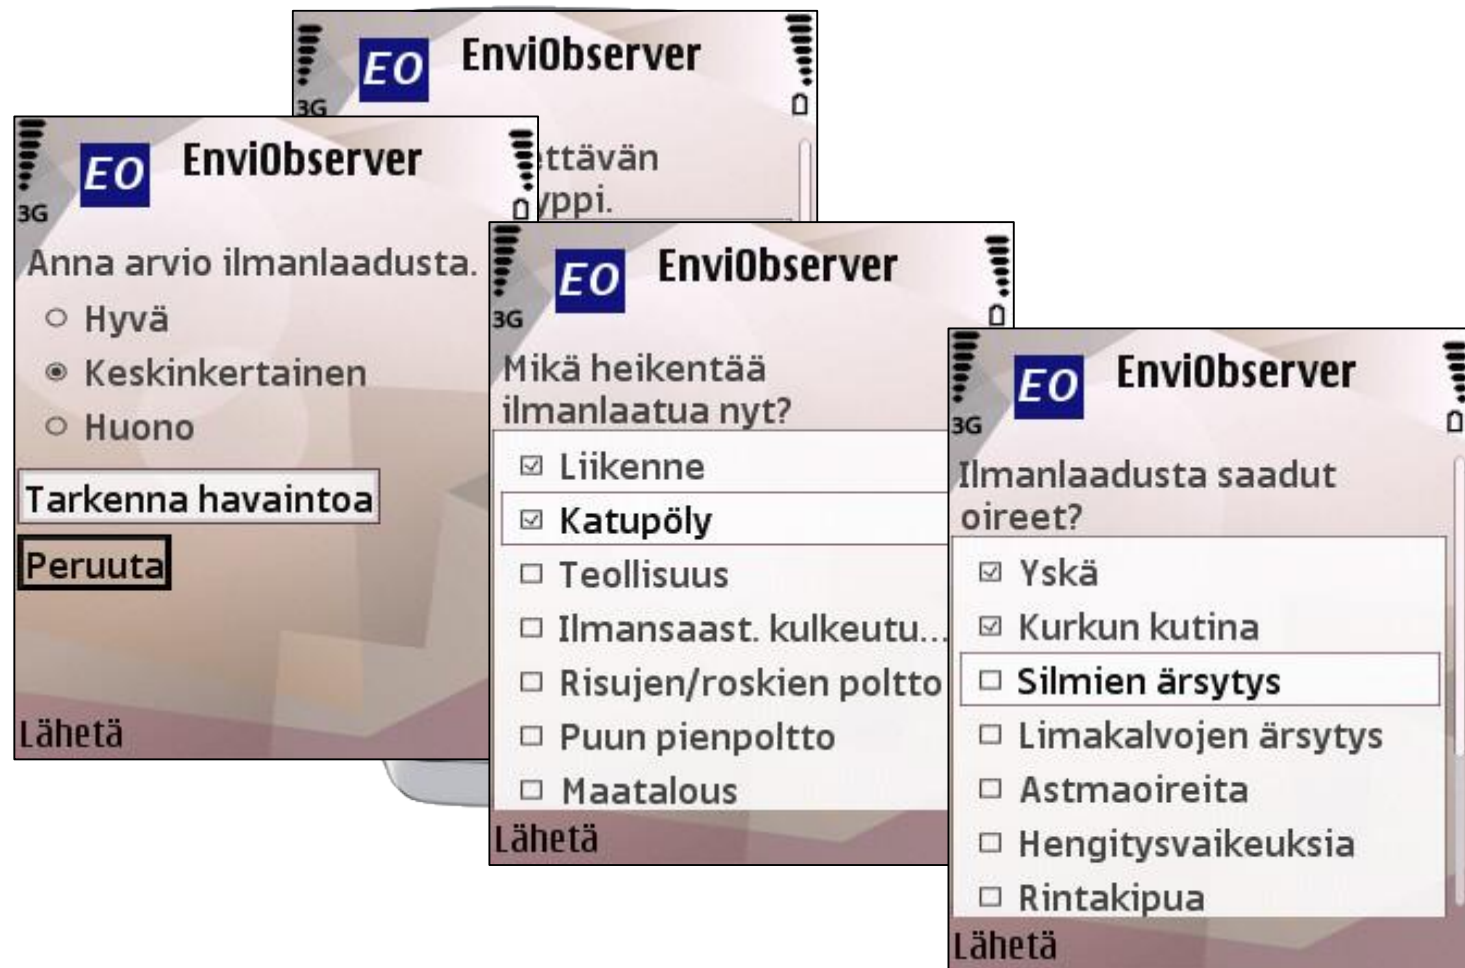 EO EnviObserver
3G
ettävän
yppi.
EO EnviObserver
3G
Anna arvio ilmanlaadusta.
Hyvä
Keskinkertainen
Huono
Tarkenna havaintoa
Peruuta
Lähetä
EO EnviObserver
3G
Mikä heikentää
ilmanlaatua nyt?
Liikenne
Katupöly
Teollisuus
Ilmansaast. kulkeutu...
Risujen/roskien poltto
Puun pienpoltto
Maatalous
Lähetä
EO EnviObserver
3G
Ilmanlaadusta saadut
oireet?
Yskä
Kurkun kutina
Silmien ärsytys
Limakalvojen ärsytys
Astmaoireita
Hengitysvaikeuksia
Rintakipua
Lähetä